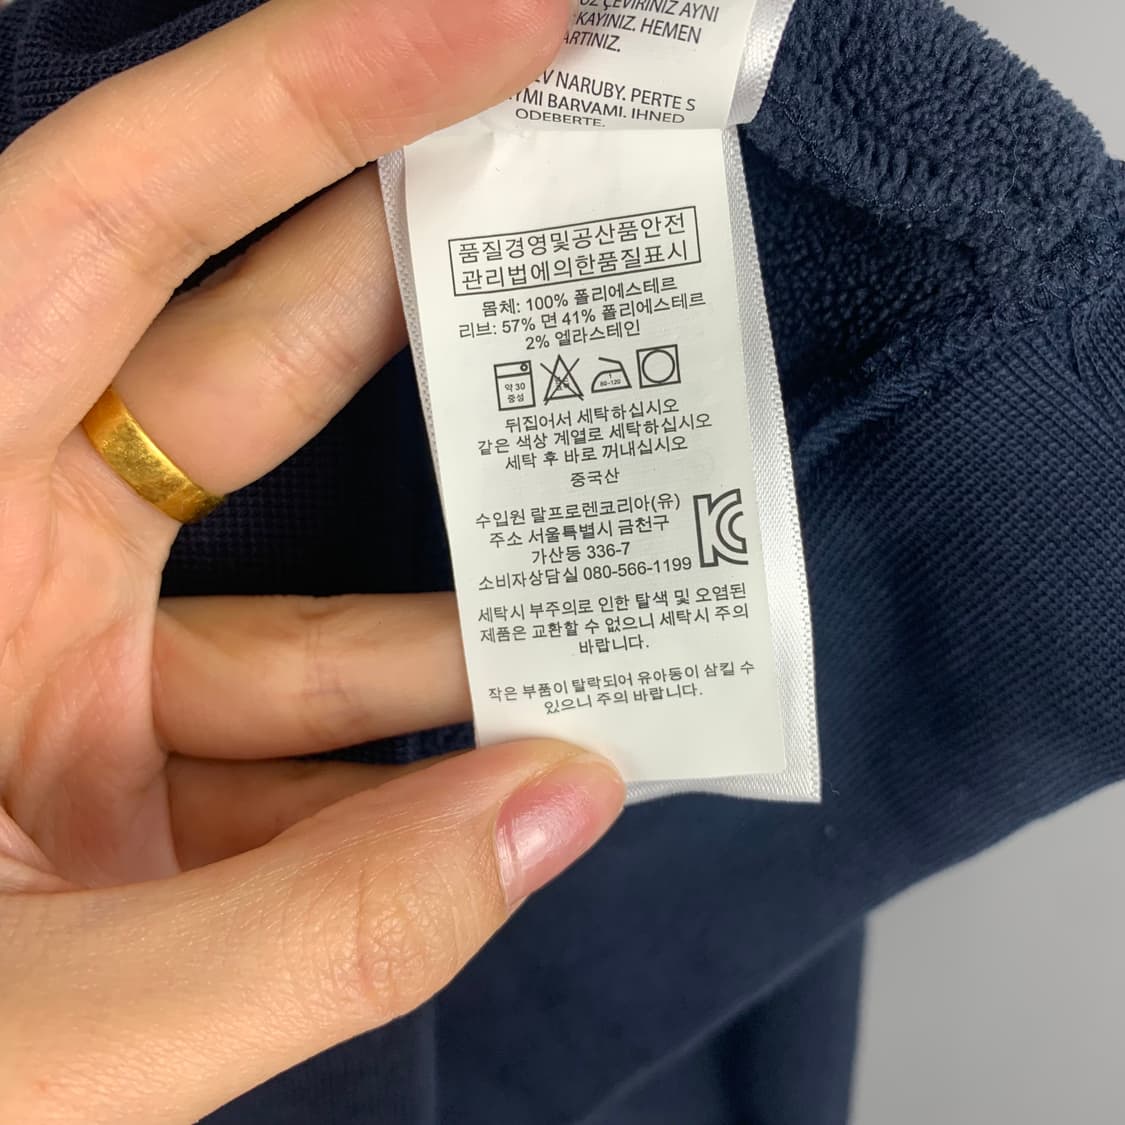 ÇEVİRİNİZ AYNI
KAYINIZ. HEMEN
ARTINIZ.
NARUBY. PERTE S
BARVAMI. IHNED
ODEBERTE.
품질경영및공산품안전
관리법에의한품질표시
몸체: 100% 폴리에스테르
리브: 57% 면 41% 폴리에스테르
2% 엘라스테인
약 30
중성
80-120
뒤집어서 세탁하십시오
같은 색상 계열로 세탁하십시오
세탁 후 바로 꺼내십시오
중국산
수입원 랄프로렌코리아(유)
주소 서울특별시 금천구
가산동 336-7
소비자상담실 080-566-1199
세탁시 부주의로 인한 탈색 및 오염된
제품은 교환할 수 없으니 세탁시 주의
바랍니다.
작은 부품이 탈락되어 유아동이 삼킬 수
있으니 주의 바랍니다.